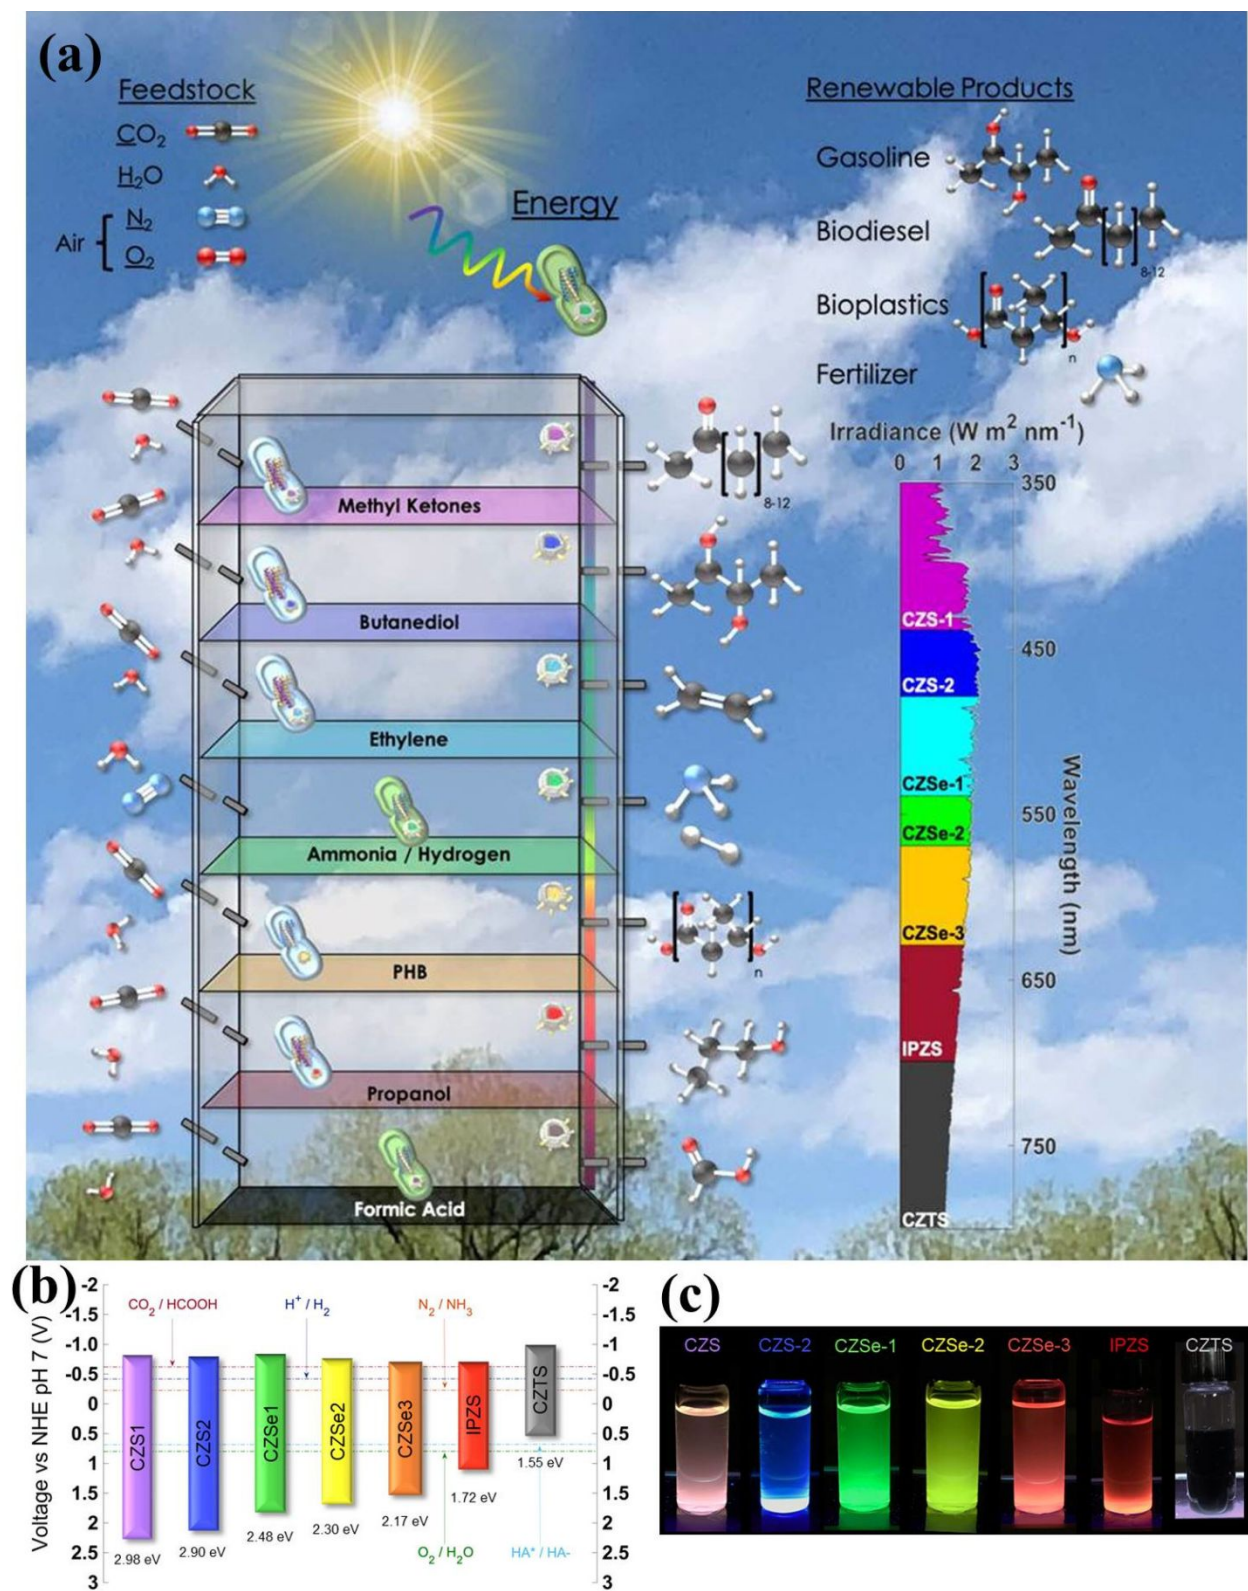 (a)
Feedstock
CO2
H2O
Air
N2
O2
Energy
Renewable Products
Gasoline
Biodiesel
8-12
Bioplastics
n
Fertilizer
Methyl Ketones
Butanediol
Ethylene
Ammonia / Hydrogen
PHB
Propanol
Formic Acid
8-12
n
Irradiance (W m2 nm-1)
0 1 2 3
350
450
550
650
750
Wavelength (nm)
CZS-1
CZS-2
CZSe-1
CZSe-2
CZSe-3
IPZS
CZTS
(b)
Voltage vs NHE pH 7 (V)
-2
-1.5
-1.0
-0.5
0
0.5
1
1.5
2
2.5
3
CO2 / HCOOH
H+ / H2
N2 / NH3
CZS1
CZS2
CZSe1
CZSe2
CZSe3
IPZS
CZTS
2.98 eV
2.90 eV
2.48 eV
2.30 eV
2.17 eV
1.72 eV
1.55 eV
O2 / H2O
HA* / HA-
-2
-1.5
-1.0
-0.5
0
0.5
1
1.5
2
2.5
3
(c)
CZS CZS-2 CZSe-1 CZSe-2 CZSe-3 IPZS CZTS